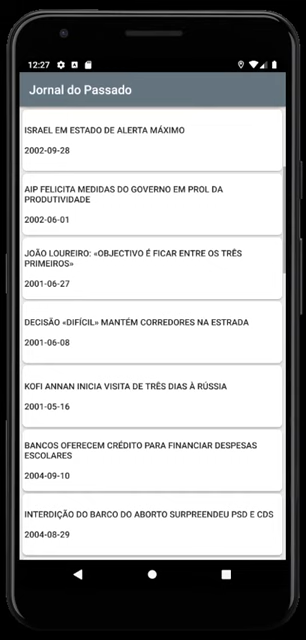 12:27
Jornal do Passado
ISRAEL EM ESTADO DE ALERTA MÁXIMO
2002-09-28
AIP FELICITA MEDIDAS DO GOVERNO EM PROL DA
PRODUTIVIDADE
2002-06-01
JOÃO LOUREIRO: «OBJECTIVO É FICAR ENTRE OS TRÊS
PRIMEIROS»
2001-06-27
DECISÃO «DIFÍCIL» MANTÉM CORREDORES NA ESTRADA
2001-06-08
KOFI ANNAN INICIA VISITA DE TRÊS DIAS À RÚSSIA
2001-05-16
BANCOS OFERECEM CRÉDITO PARA FINANCIAR DESPESAS
ESCOLARES
2004-09-10
INTERDIÇÃO DO BARCO DO ABORTO SURPREENDEU PSD E CDS
2004-08-29